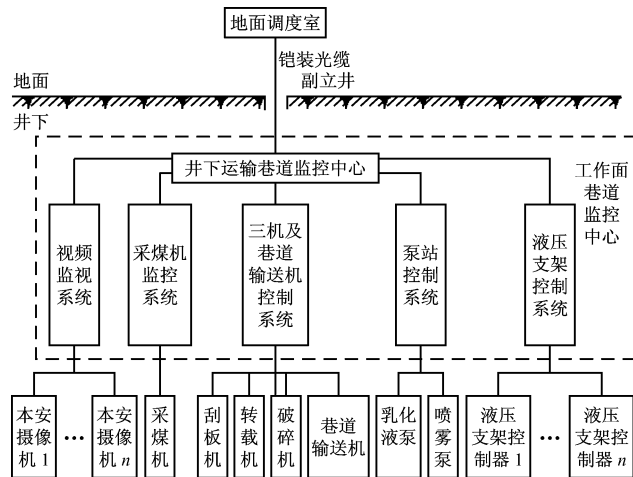 地面调度室
铠装光缆
地面
副立井
井下
井下运输巷道监控中心
工作面
巷道
监控
中心
视频
监视
系统
采煤机
监控
系统
三机及
巷道
输送机
控制
系统
泵站
控制
系统
液压
支架
控制
系统
本安
摄像
机1
…
本安
摄像
机n
采
煤
机
刮
板
机
转
载
机
破
碎
机
巷道
输送机
乳化
液泵
喷
雾
泵
液压
支架控
制器1
…
液压
支架控
制器n